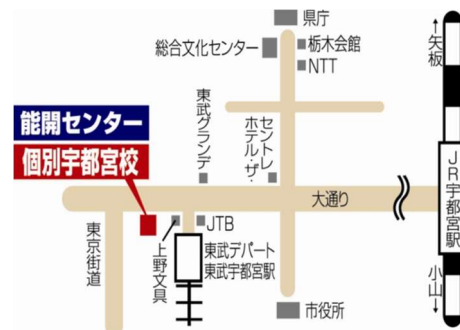 県庁
総合文化センター
栃木会館
NTT
←矢板
東武グランデ
ホテル・ザ・
セントレ
能開センター
個別宇都宮校
JR宇都宮駅
大通り
東京街道
上野文具
JTB
東武デパート
東武宇都宮駅
市役所
小山→